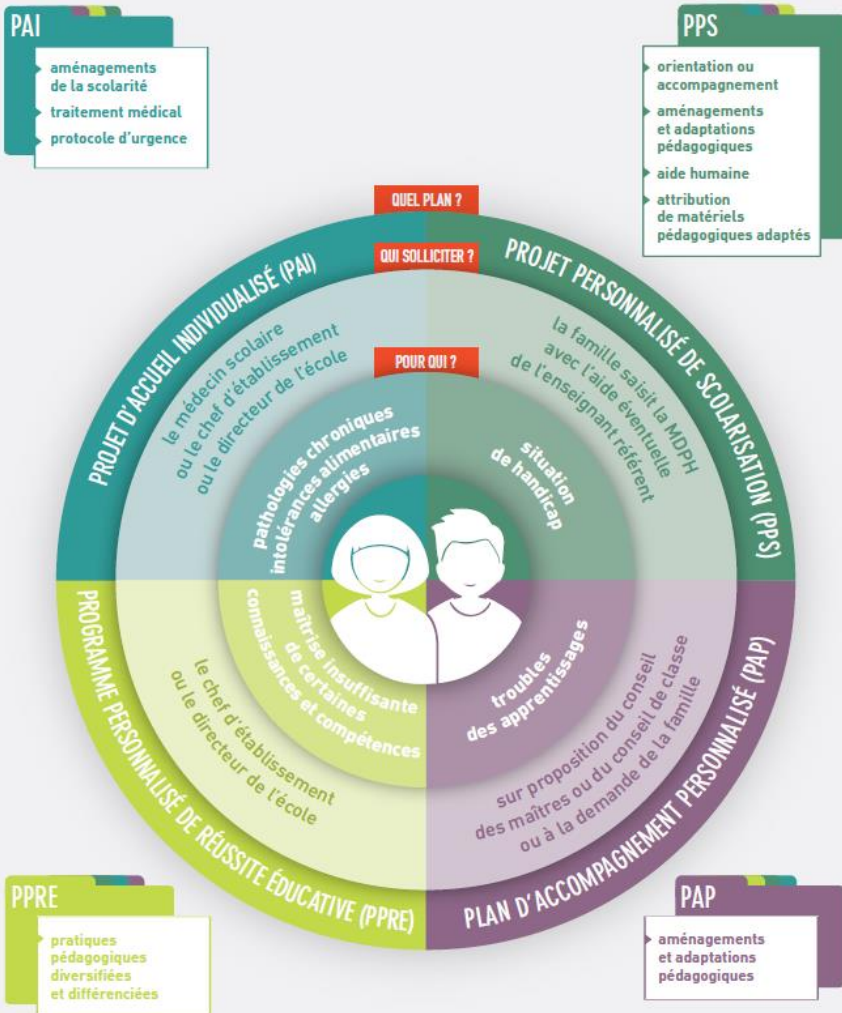 PAI
aménagements
de la scolarité
traitement médical
protocole d'urgence
PPS
orientation ou
accompagnement
aménagements
et adaptations
pédagogiques
aide humaine
attribution
de matériels
pédagogiques adaptés
QUEL PLAN ?
QUI SOLLICITER ?
POUR QUI ?
PROJET D'ACCUEIL INDIVIDUALISÉ (PAI)
le médecin scolaire
ou le chef d'établissement
ou le directeur de l'école
pathologies chroniques
intolérances alimentaires
allergies
PROJET PERSONNALISÉ DE SCOLARISATION (PPS)
la famille saisit la MDPH
avec l'aide éventuelle
de l'enseignant référent
situation
de handicap
PROGRAMME PERSONNALISÉ DE RÉUSSITE ÉDUCATIVE (PPRE)
le chef d'établissement
ou le directeur de l'école
maîtrise insuffisante
de certaines
connaissances et compétences
PLAN D'ACCOMPAGNEMENT PERSONNALISÉ (PAP)
sur proposition du conseil
des maîtres ou du conseil de classe
ou à la demande de la famille
troubles
des apprentissages
PPRE
pratiques
pédagogiques
diversifiées
et différenciées
PAP
aménagements
et adaptations
pédagogiques